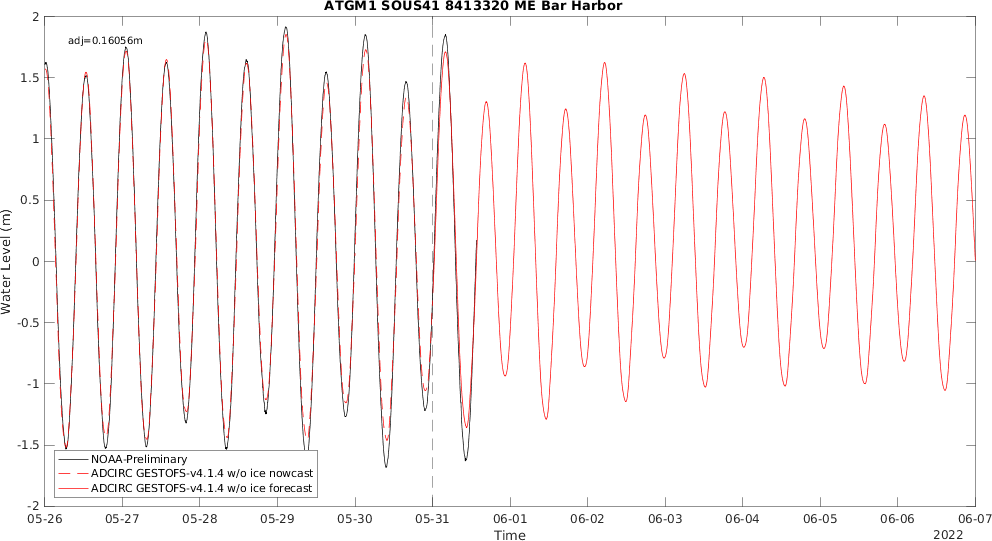 ATGM1 SOUS41 8413320 ME Bar Harbor
adj=0.16056m
2
1.5
1
0.5
0
-0.5
-1
-1.5
-2
Water Level (m)
NOAA-Preliminary
ADCIRC GESTOFS-v4.1.4 w/o ice nowcast
ADCIRC GESTOFS-v4.1.4 w/o ice forecast
05-26 05-27 05-28 05-29 05-30 05-31 06-01 06-02 06-03 06-04 06-05 06-06 06-07
Time
2022